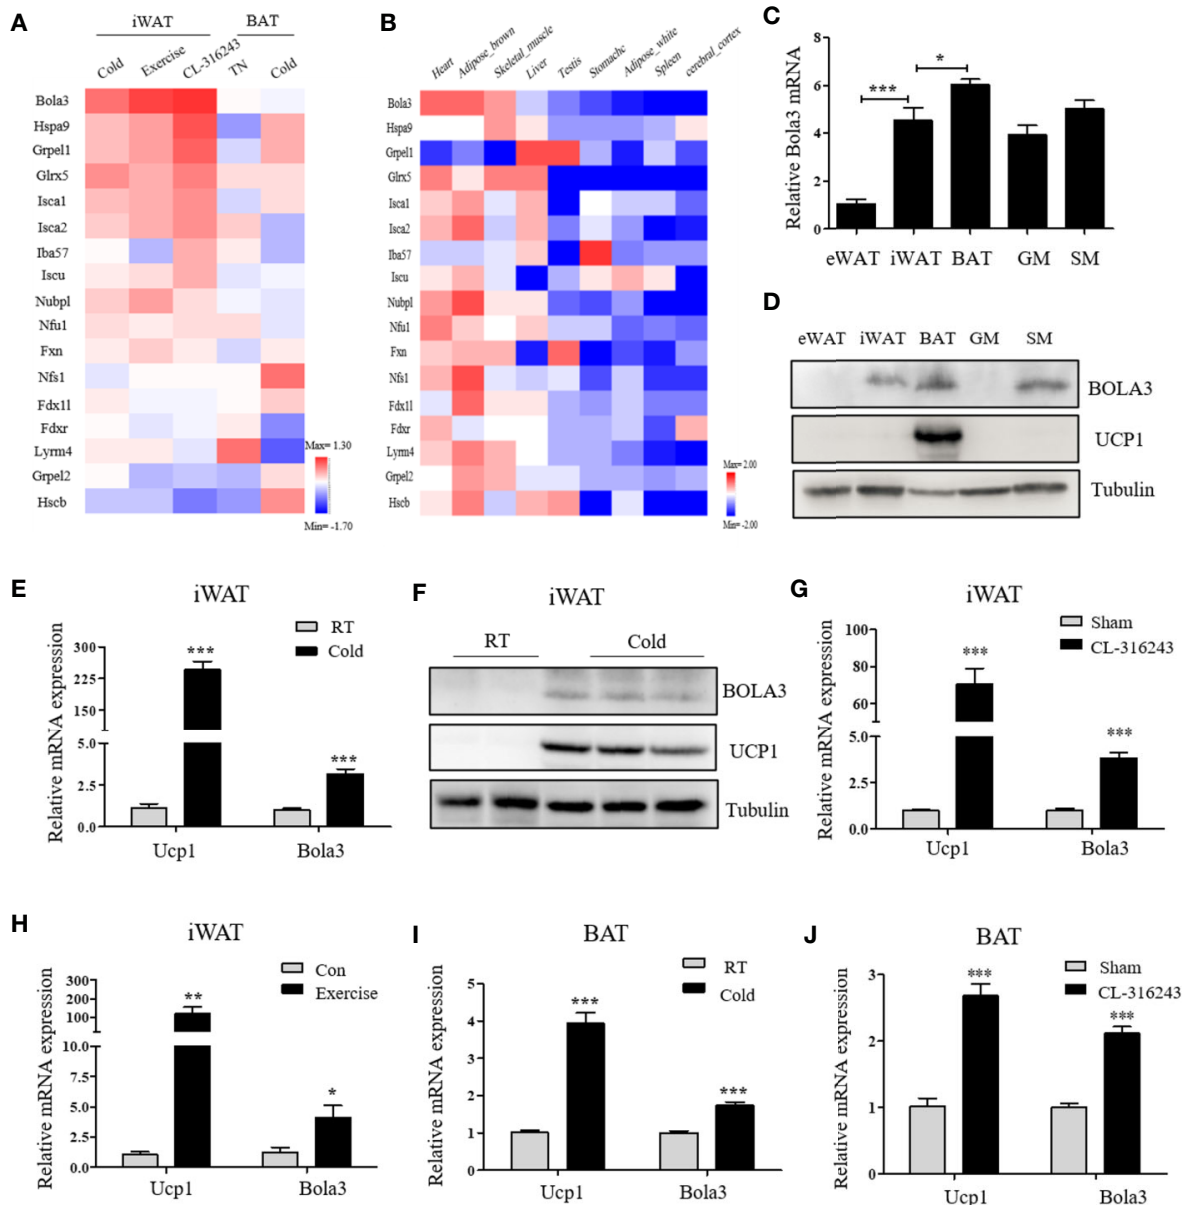 A
iWAT BAT
Cold Exercise CL-316243 TN Cold
Bola3
Hspa9
Grpel1
Glrx5
Isca1
Isca2
Iba57
Iscu
Nubpl
Nfu1
Fxn
Nfs1
Fdx1l
Fdxr
Lyrm4
Grpel2
Hscb
Max= 1.30
Min= -1.70
B
Heart Adipose_brown Skeletal_muscle Liver Testis Stomachc Adipose_white Spleen cerebral_cortex
Bola3
Hspa9
Grpel1
Glrx5
Isca1
Isca2
Iba57
Iscu
Nubpl
Nfu1
Fxn
Nfs1
Fdx1l
Fdxr
Lyrm4
Grpel2
Hscb
Max= 2.00
Min= -2.00
C
Relative Bola3 mRNA
8
6
4
2
0
*** *
eWAT iWAT BAT GM SM
D
eWAT iWAT BAT GM SM
BOLA3
UCP1
Tubulin
E
iWAT
RT
Cold
Relative mRNA expression
300
225
150
5.0
2.5
0.0
*** ***
Ucp1 Bola3
F
iWAT
RT Cold
BOLA3
UCP1
Tubulin
G
iWAT
Sham
CL-316243
Relative mRNA expression
100
80
60
5.0
2.5
0.0
*** ***
Ucp1 Bola3
H
iWAT
Con
Exercise
Relative mRNA expression
300
200
100
10.0
7.5
5.0
2.5
0.0
** *
Ucp1 Bola3
I
BAT
RT
Cold
Relative mRNA expression
5
4
3
2
1
0
*** ***
Ucp1 Bola3
J
BAT
Sham
CL-316243
Relative mRNA expression
3
2
1
0
*** ***
Ucp1 Bola3